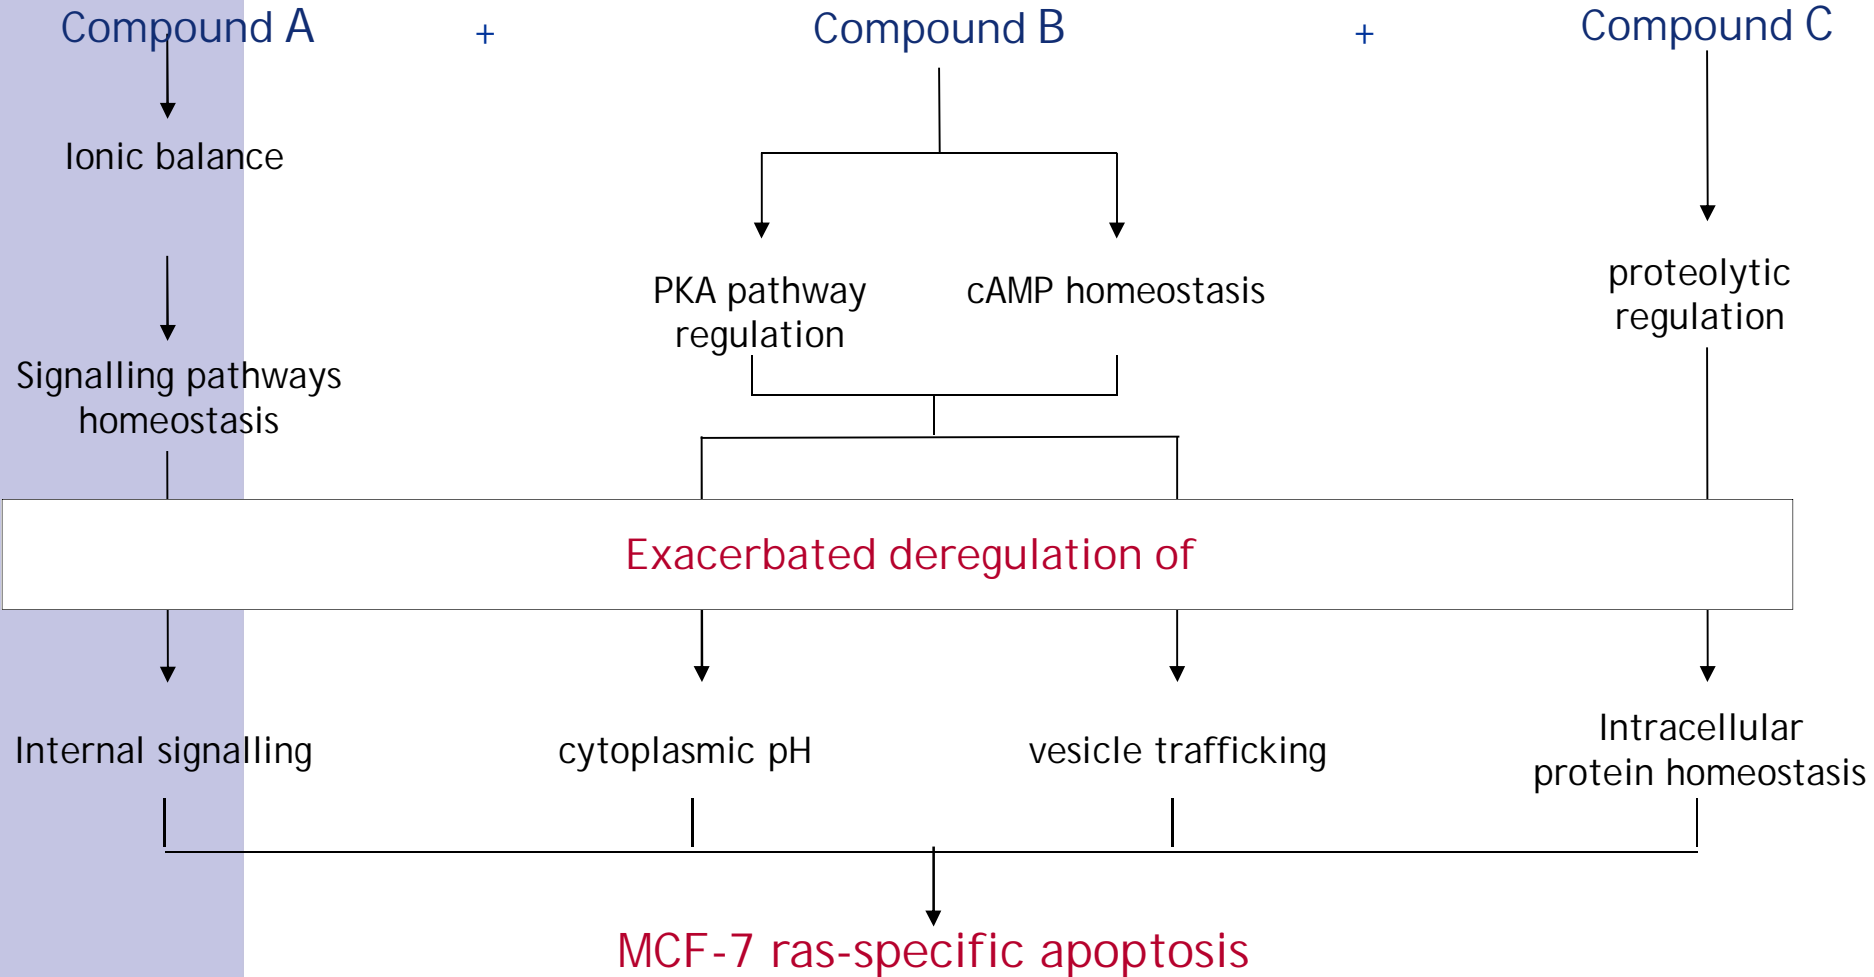 Compound A + Compound B + Compound C
Ionic balance
PKA pathway
regulation
cAMP homeostasis
proteolytic
regulation
Signalling pathways
homeostasis
Exacerbated deregulation of
Internal signalling
cytoplasmic pH
vesicle trafficking
Intracellular
protein homeostasis
MCF-7 ras-specific apoptosis